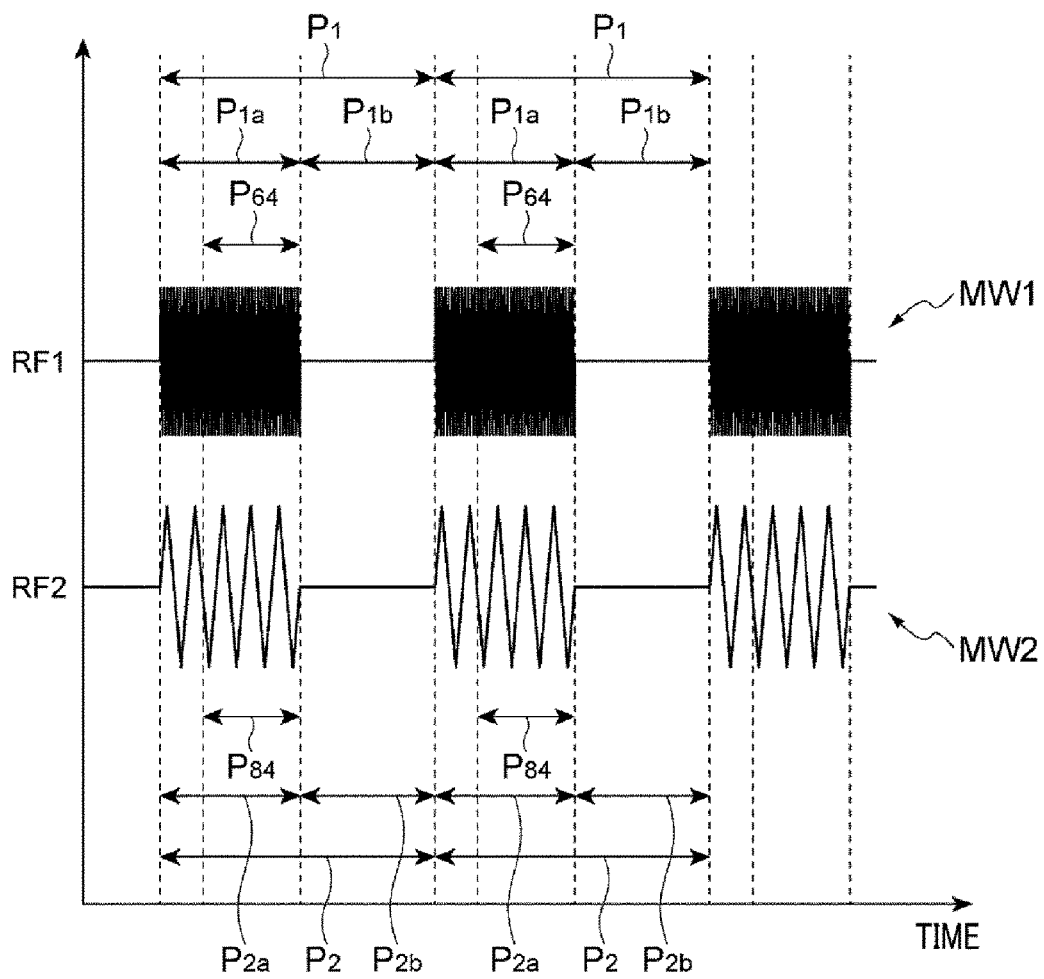 P1 P1
P1a P1b P1a P1b
P64 P64
MW1
RF1
RF2
MW2
P84 P84
P2a P2 P2b P2a P2 P2b
TIME